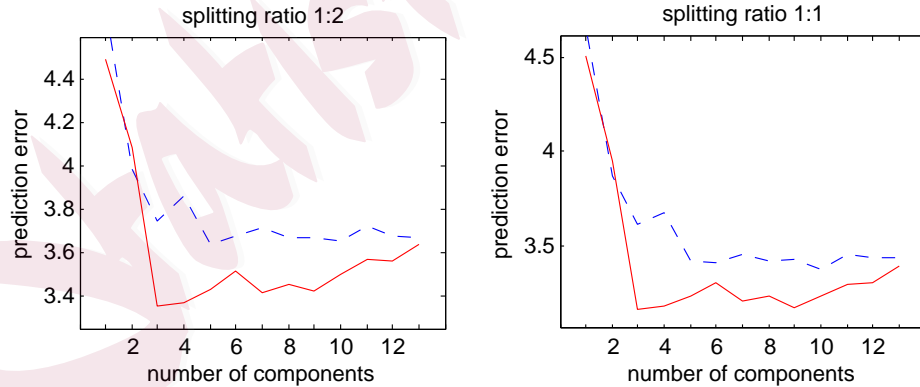 splitting ratio 1:2
4.4
4.2
4
3.8
3.6
3.4
prediction error
2 4 6 8 10 12
number of components
splitting ratio 1:1
4.5
4
3.5
prediction error
2 4 6 8 10 12
number of components